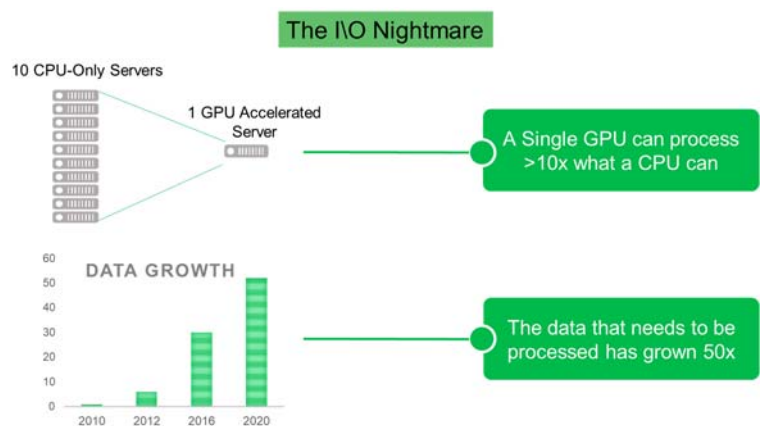 The I\O Nightmare
10 CPU-Only Servers
1 GPU Accelerated
Server
A Single GPU can process
>10x what a CPU can
DATA GROWTH
60
50
40
30
20
10
0
2010
2012
2016
2020
The data that needs to be
processed has grown 50x